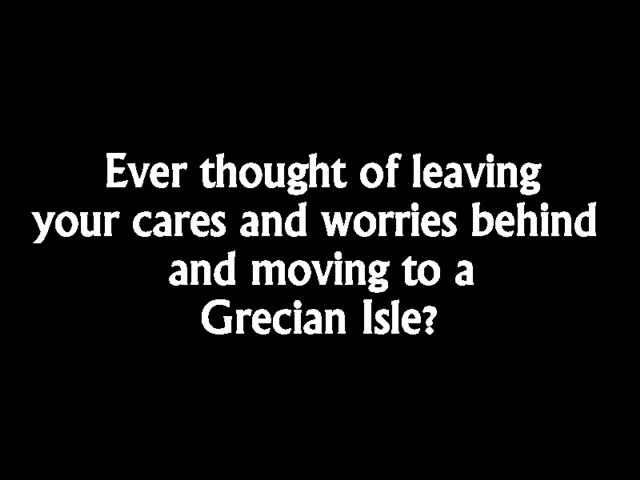 Ever thought of leaving
your cares and worries behind
and moving to a
Grecian Isle?